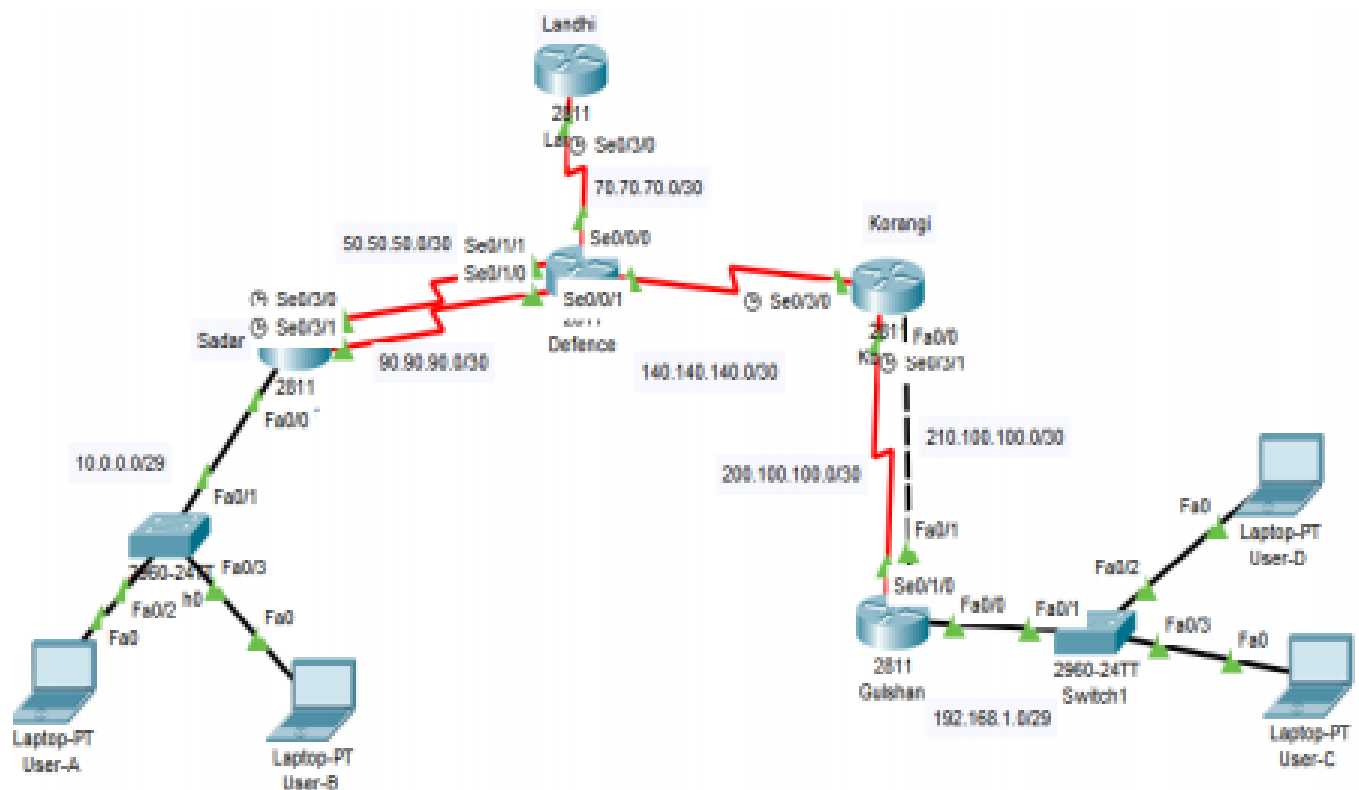 Landhi
2811
Se0/3/0
70.70.70.0/30
Se0/0/0
50.50.50.0/30
Se0/1/1
Se0/1/0
Se0/3/0
Se0/3/1
Sadar
2811
Fa0/0
90.90.90.0/30
Se0/0/1
Defence
140.140.140.0/30
Se0/3/0
Korangi
2811
Fa0/0
Se0/3/1
210.100.100.0/30
200.100.100.0/30
10.0.0.0/29
Fa0/1
Fa0/3
Fa0/2
Fa0
Fa0
Laptop-PT
User-A
Laptop-PT
User-B
Fa0/1
Se0/1/0
2811
Gulshan
Fa0/0
Fa0/1
192.168.1.0/29
2960-24TT
Switch1
Fa0/2
Fa0
Laptop-PT
User-D
Fa0/3
Fa0
Laptop-PT
User-C